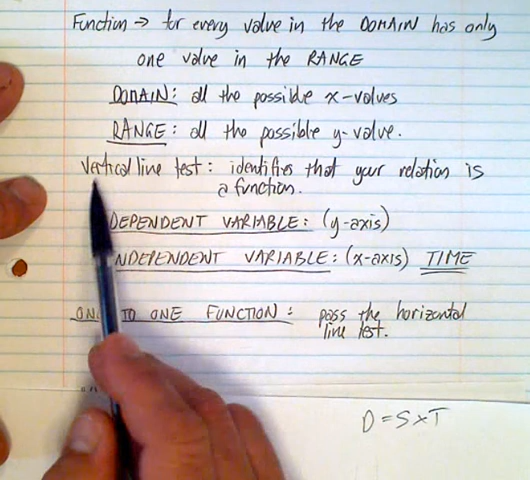 Function → for every value in the DOMAIN has only
one value in the RANGE
DOMAIN: all the possible x-values
RANGE: all the possible y-value.
Vertical line test: identifies that your relation is
a function.
DEPENDENT VARIABLE: (y-axis)
NDEPENDENT VARIABLE: (x-axis) TIME
ON TO ONE FUNCTION: pass the horizontal
line test.
D = S x T